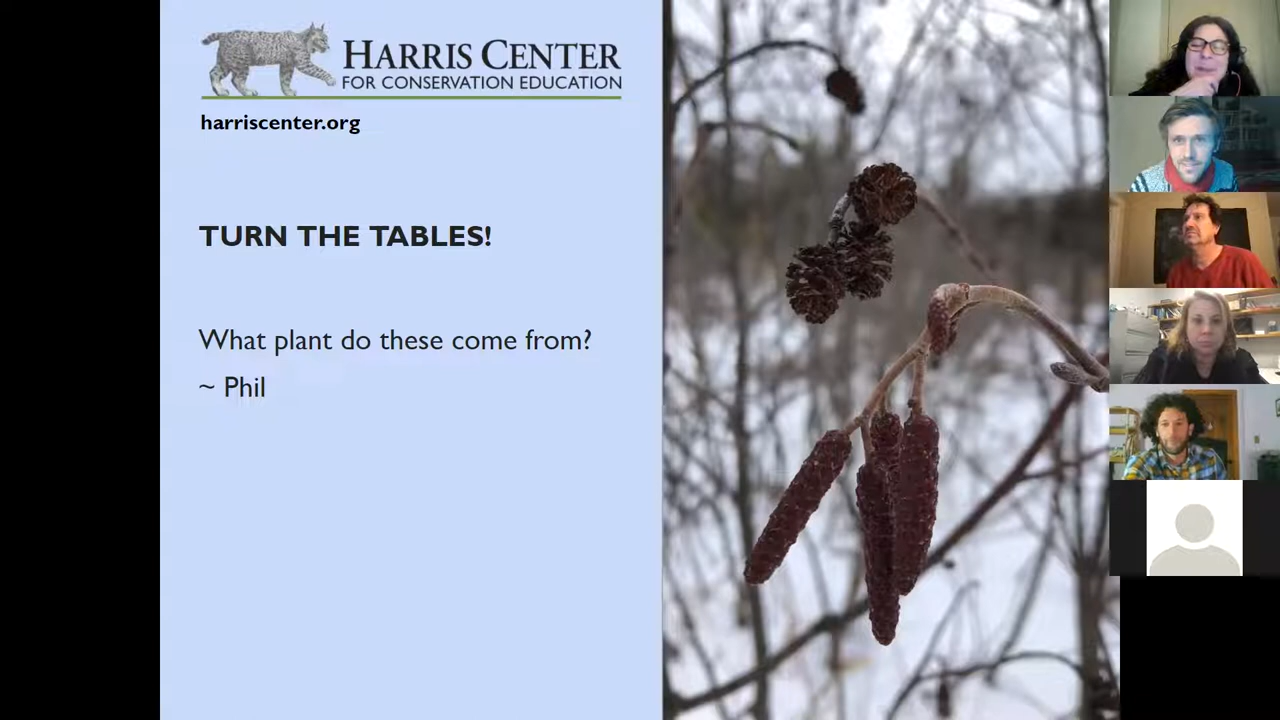 HARRIS CENTER
FOR CONSERVATION EDUCATION
harriscenter.org
TURN THE TABLES!
What plant do these come from?
~ Phil